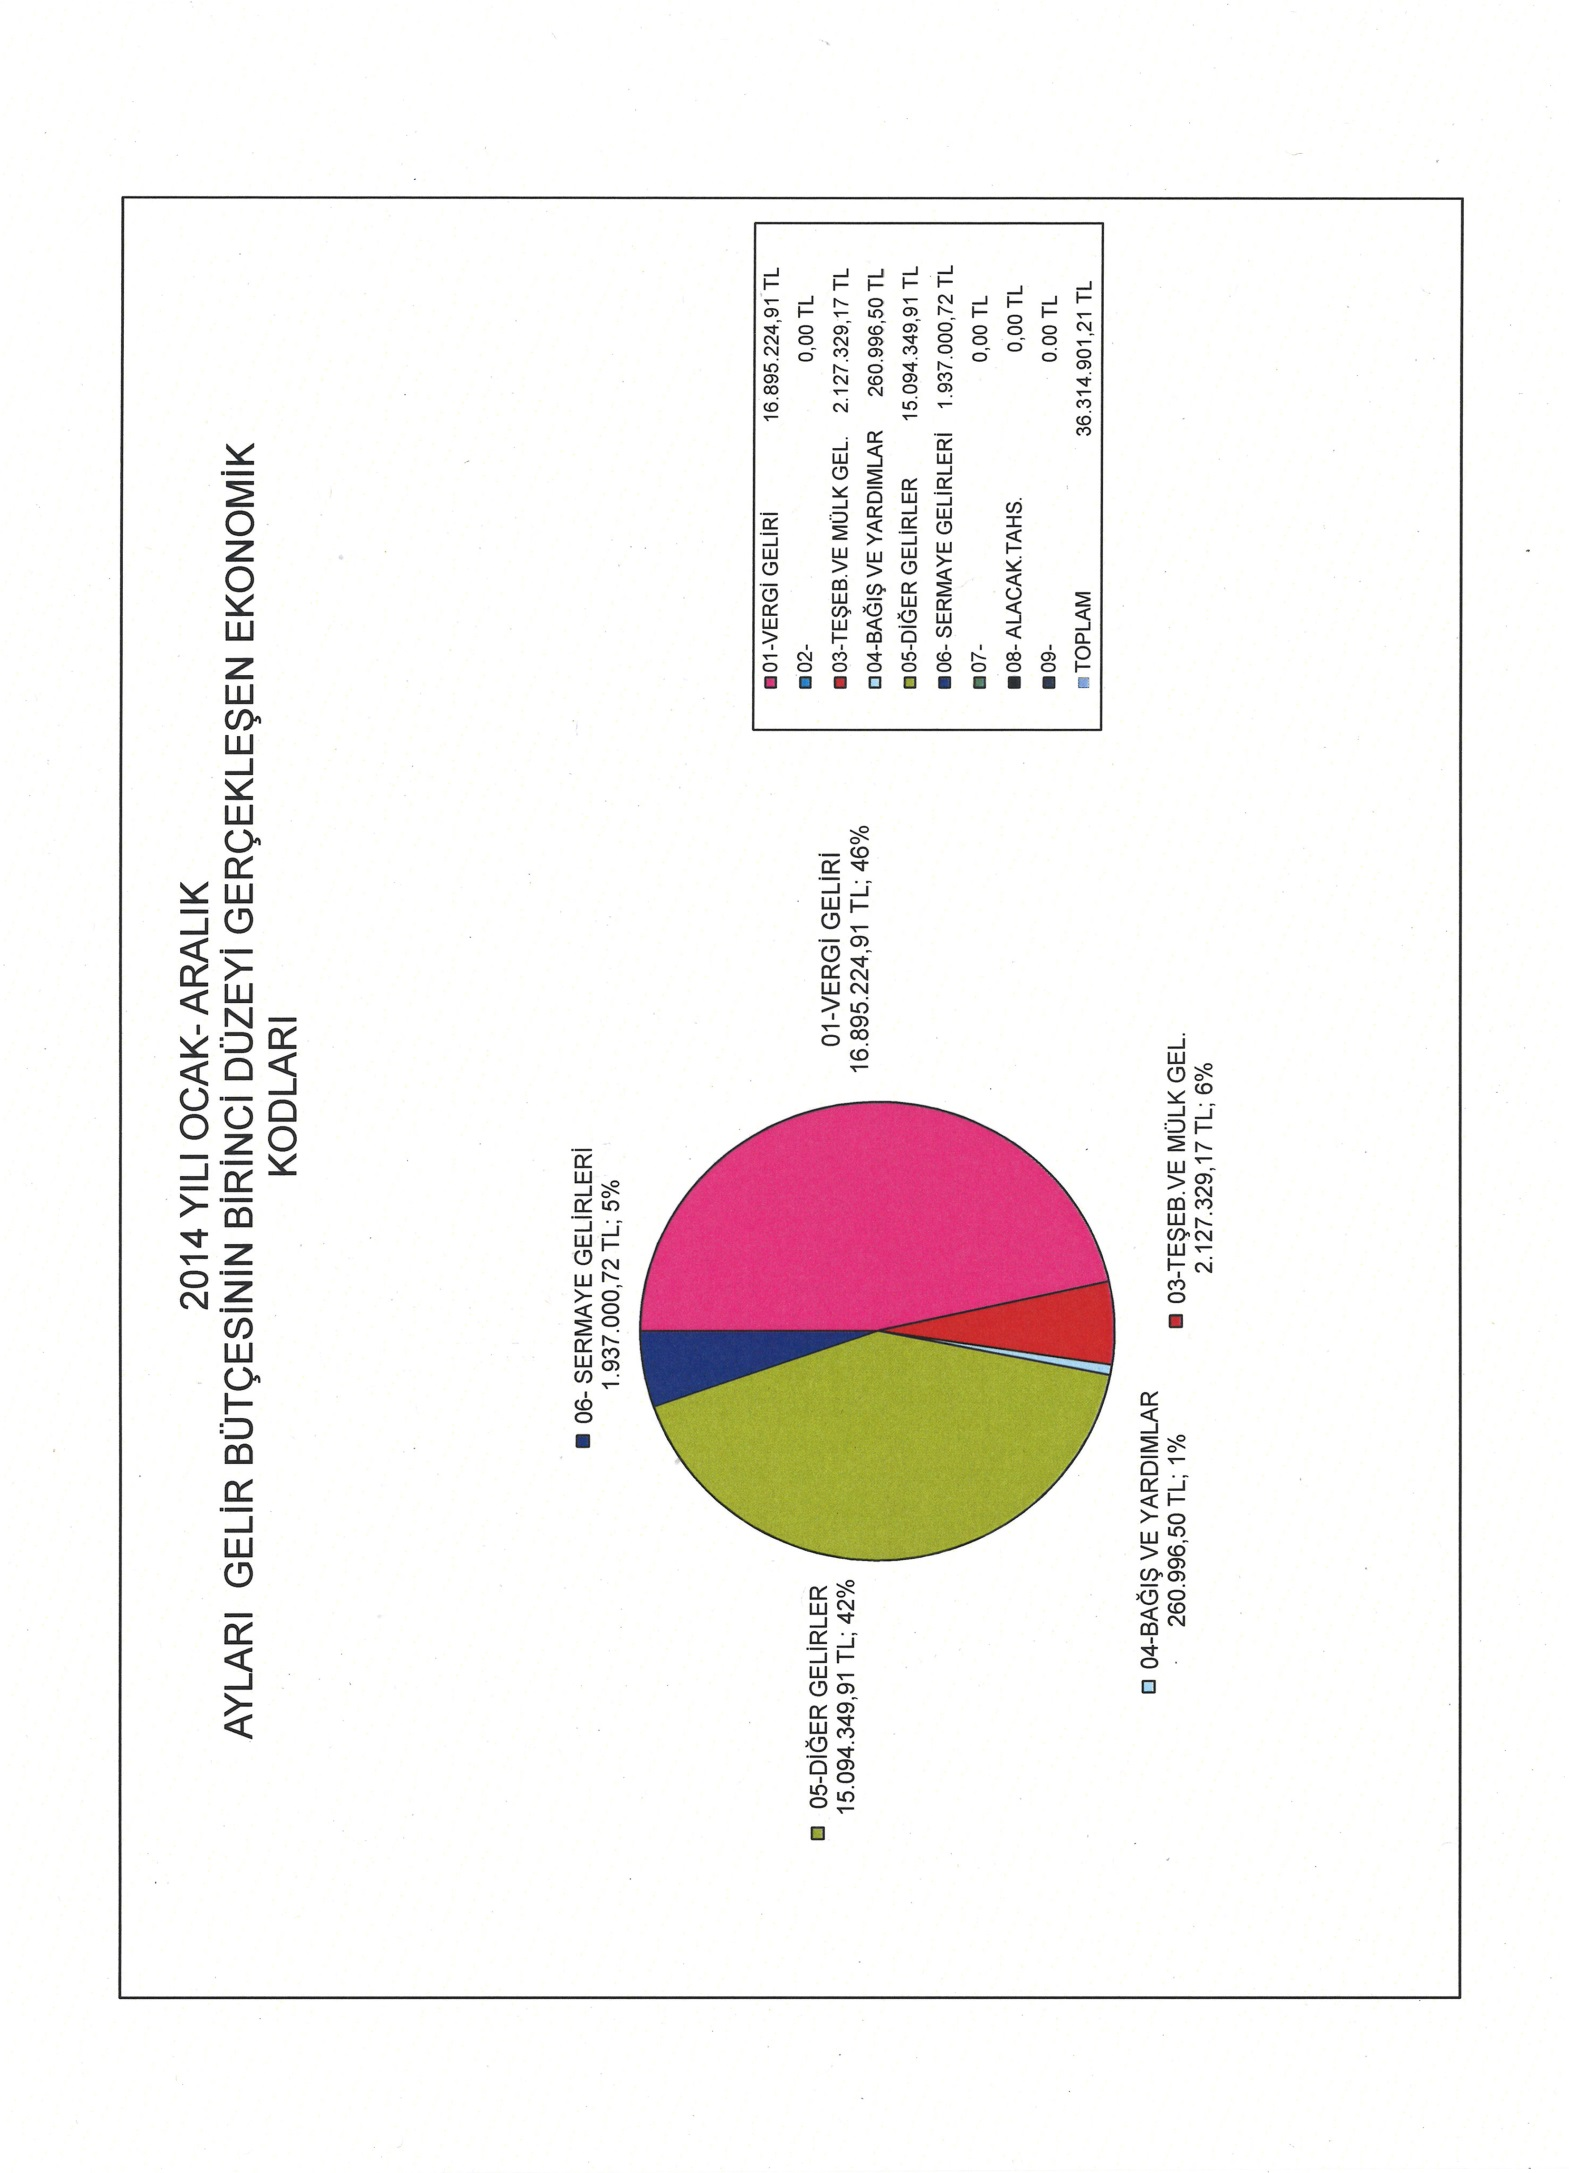 2014 YILI OCAK- ARALIK
AYLARI GELİR BÜTÇESİNİN BİRİNCİ DÜZEYİ GERÇEKLEŞEN EKONOMİK
KODLARI
06- SERMAYE GELİRLERİ
1.937.000,72 TL; 5%
01-VERGİ GELİRİ
16.895.224,91 TL; 46%
05-DİĞER GELİRLER
15.094.349,91 TL; 42%
04-BAĞIŞ VE YARDIMLAR
260.996,50 TL; 1%
03-TEŞEB.VE MÜLK GEL.
2.127.329,17 TL; 6%
01-VERGİ GELİRİ 16.895.224,91 TL
02- 0,00 TL
03-TEŞEB.VE MÜLK GEL. 2.127.329,17 TL
04-BAĞIŞ VE YARDIMLAR 260.996,50 TL
05-DİĞER GELİRLER 15.094.349,91 TL
06- SERMAYE GELİRLERİ 1.937.000,72 TL
07- 0,00 TL
08- ALACAK.TAHS. 0,00 TL
09- 0.00 TL
TOPLAM 36.314.901,21 TL